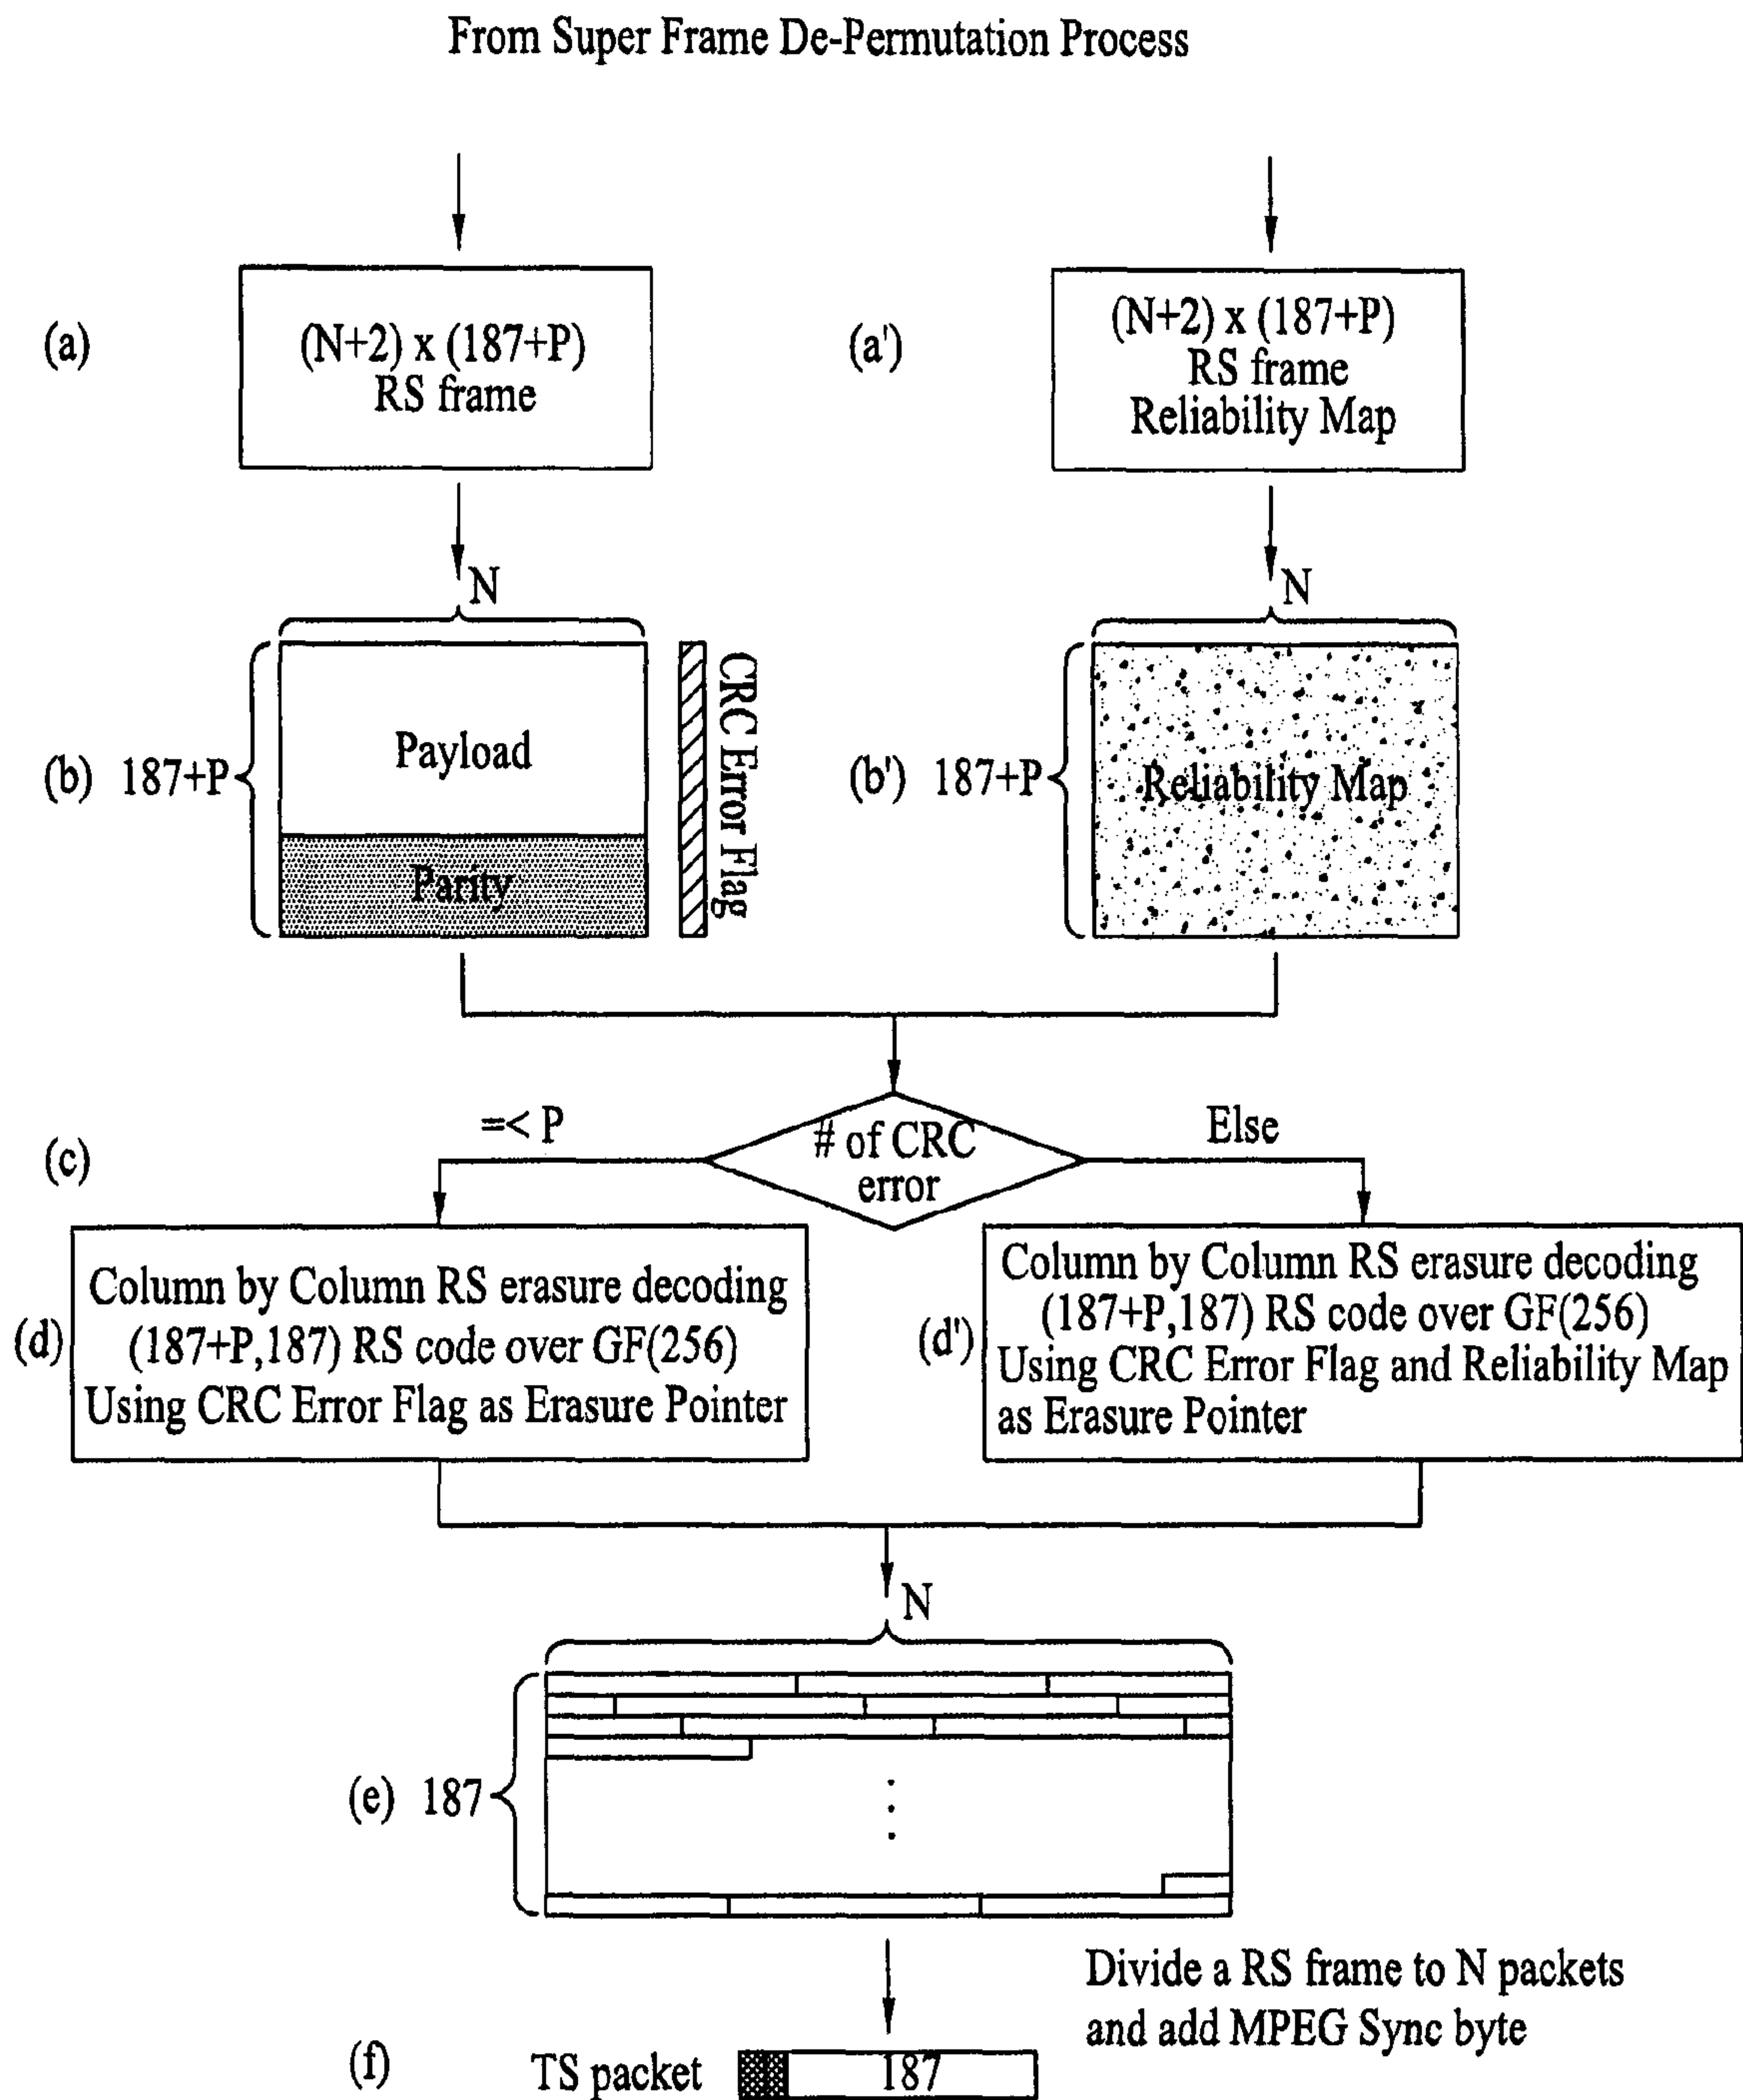 From Super Frame De-Permutation Process
(a)
(N+2) x (187+P)
RS frame
(a')
(N+2) x (187+P)
RS frame
Reliability Map
N
N
(b)
187+P
Payload
Parity
CRC Error Flag
(b')
187+P
Reliability Map
(c)
=< P
# of CRC
error
Else
(d)
Column by Column RS erasure decoding
(187+P,187) RS code over GF(256)
Using CRC Error Flag as Erasure Pointer
(d')
Column by Column RS erasure decoding
(187+P,187) RS code over GF(256)
Using CRC Error Flag and Reliability Map
as Erasure Pointer
N
(e)
187
Divide a RS frame to N packets
and add MPEG Sync byte
(f)
TS packet
187